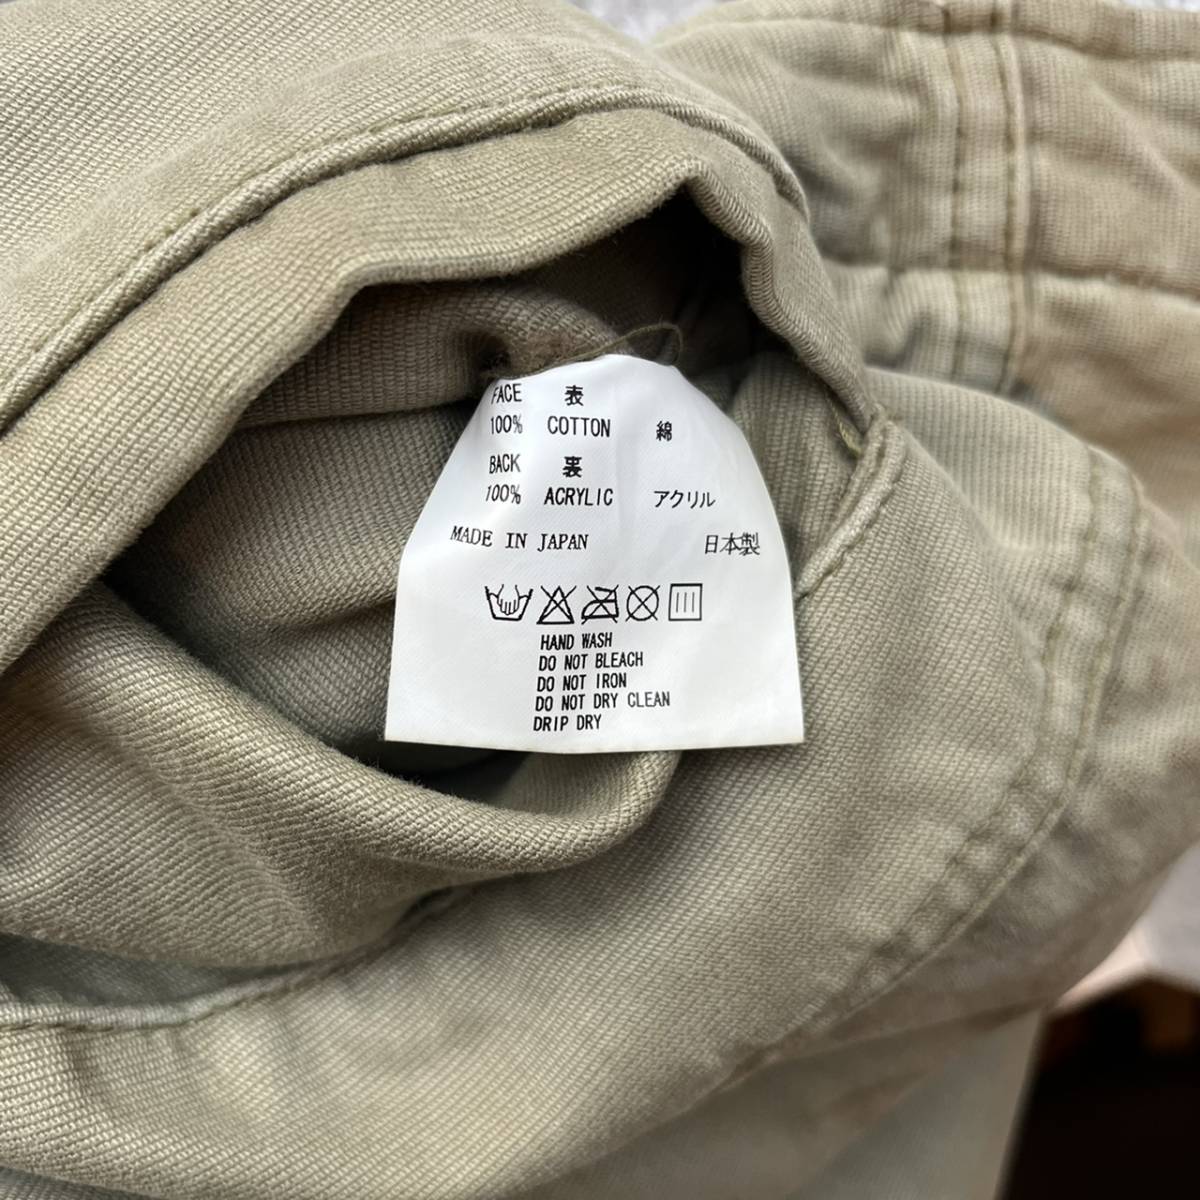 FACE 表
100% COTTON 綿
BACK 裏
100% ACRYLIC アクリル
MADE IN JAPAN 日本製
HAND WASH
DO NOT BLEACH
DO NOT IRON
DO NOT DRY CLEAN
DRIP DRY